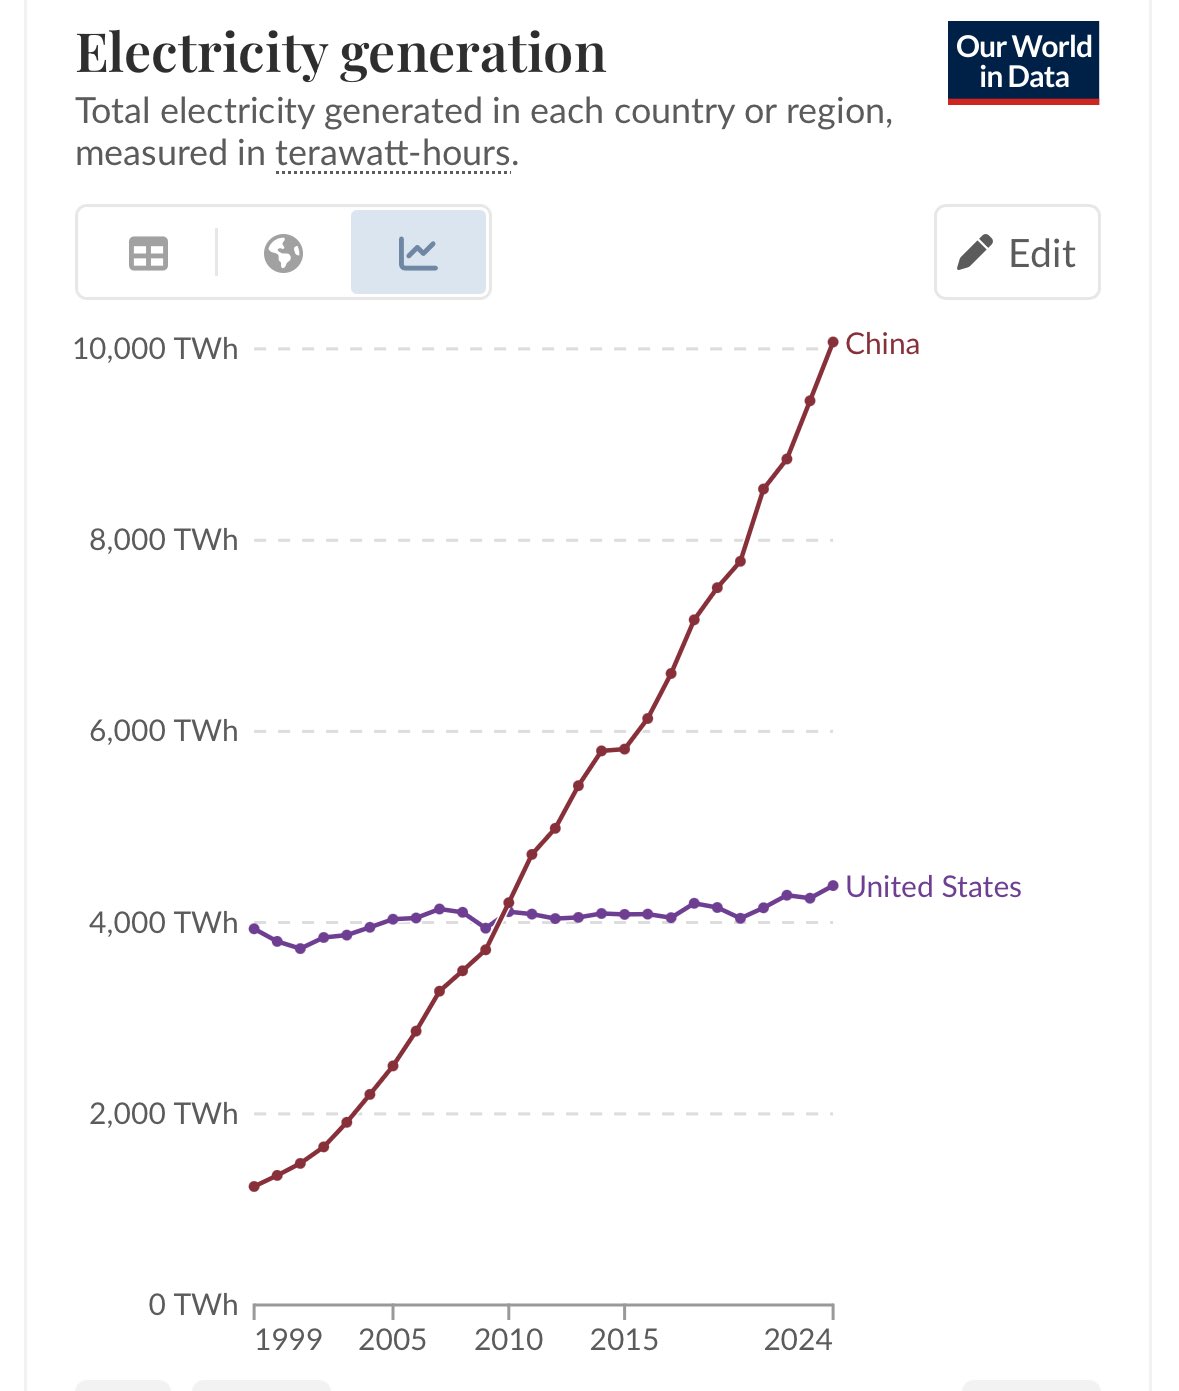 Electricity generation
Our World
in Data
Total electricity generated in each country or region,
measured in terawatt-hours.
Edit
10,000 TWh
China
8,000 TWh
6,000 TWh
United States
4,000 TWh
2,000 TWh
0 TWh
1999 2005 2010 2015 2024